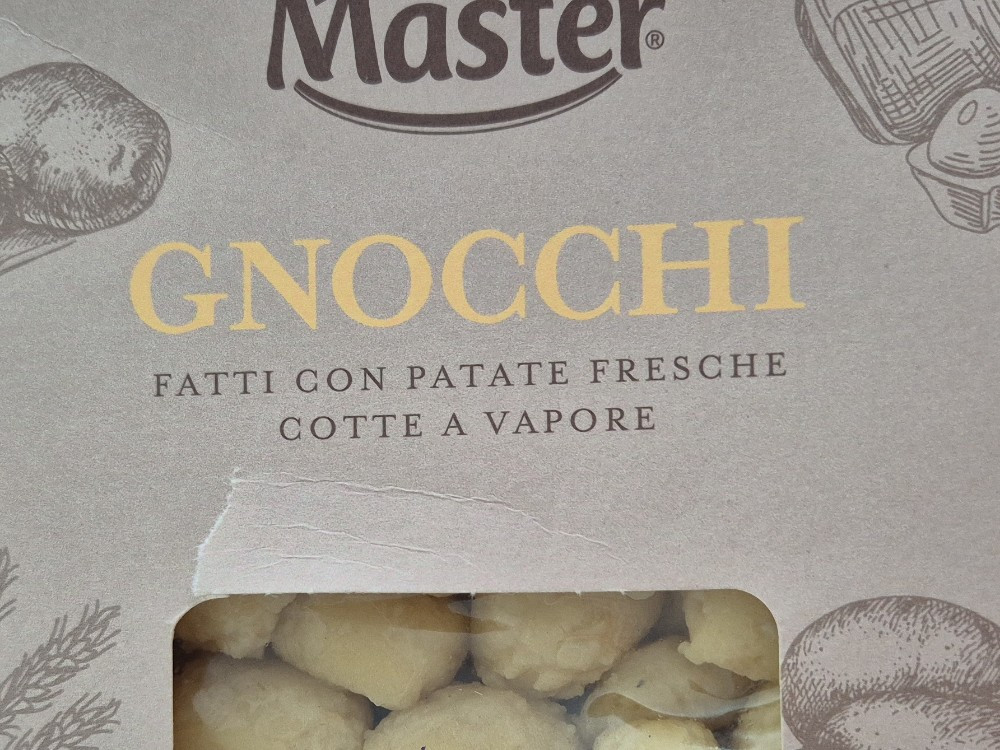 Master®
GNOCCHI
FATTI CON PATATE FRESCHE
COTTE A VAPORE